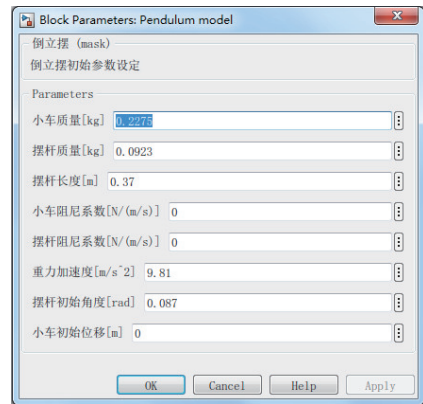 Block Parameters: Pendulum model
倒立摆 (mask)
倒立摆初始参数设定
Parameters
小车质量[kg] 0.2275
摆杆质量[kg] 0.0923
摆杆长度[m] 0.37
小车阻尼系数[N/(m/s)] 0
摆杆阻尼系数[N/(m/s)] 0
重力加速度[m/s^2] 9.81
摆杆初始角度[rad] 0.087
小车初始位移[m] 0
OK Cancel Help Apply